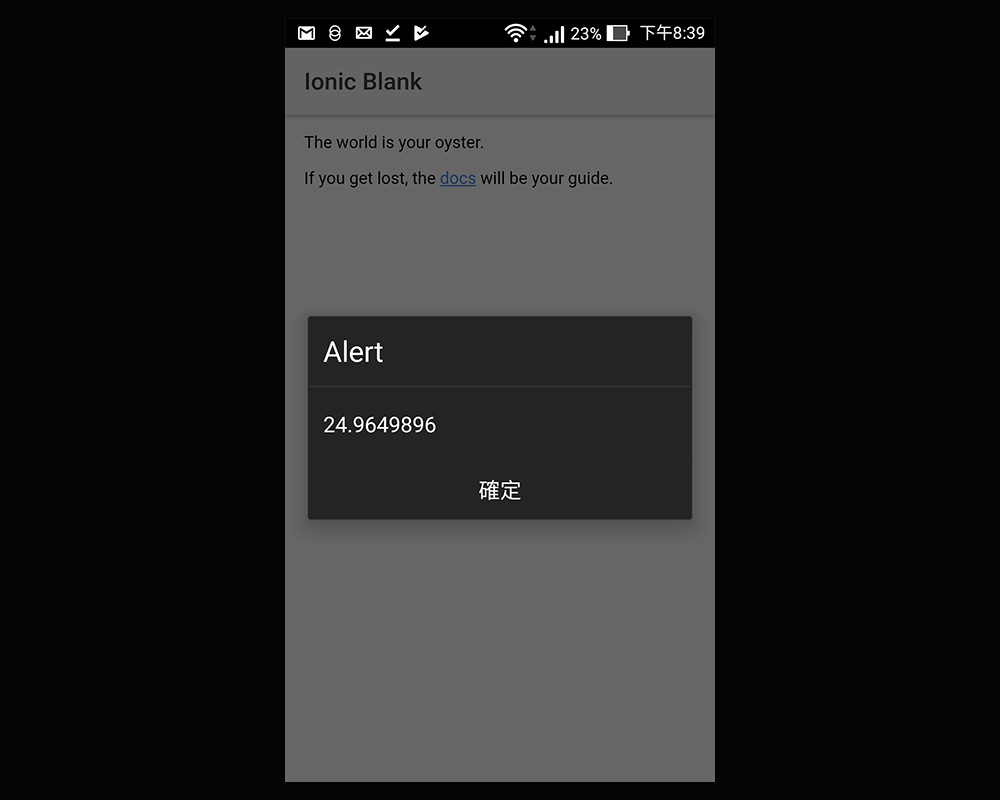 23% 下午8:39
Ionic Blank
The world is your oyster.
If you get lost, the docs will be your guide.
Alert
24.9649896
確定